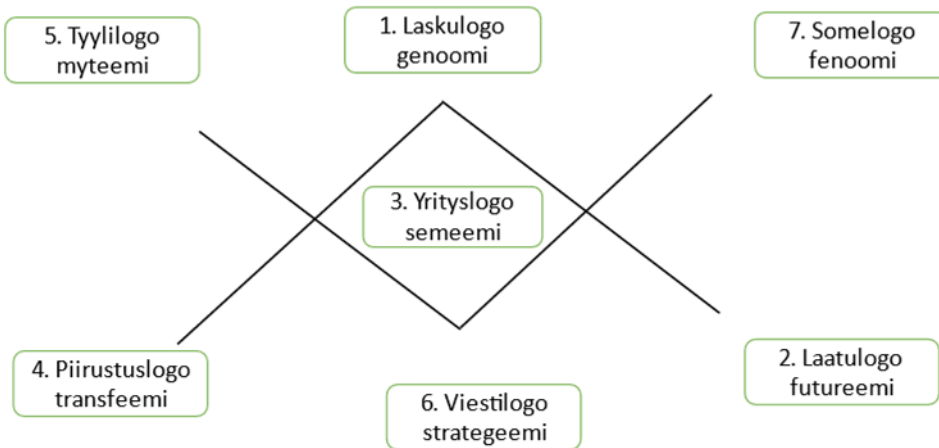 5. Tyylilogo
myteemi
1. Laskulogo
genoomi
7. Somelogo
fenoomi
3. Yrityslogo
semeemi
4. Piirustuslogo
transfeemi
6. Viestilogo
strategeemi
2. Laatulogo
futureemi